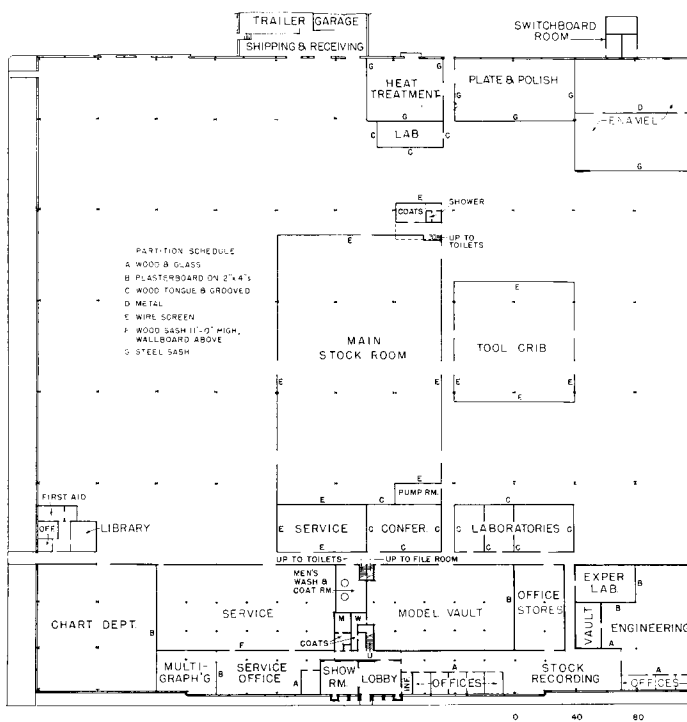 TRAILER GARAGE
SHIPPING & RECEIVING
SWITCHBOARD
ROOM
G
G
G
G
G
HEAT
TREATMENT
PLATE & POLISH
G
G
G
G
D
ENAMEL
C
LAB
C
C
G
E
SHOWER
COATS
UP TO
TOILETS
E
PARTITION SCHEDULE
A WOOD & GLASS
B PLASTERBOARD ON 2"x4"s
C WOOD TONGUE & GROOVED
D METAL
E WIRE SCREEN
F WOOD SASH 11'-0" HIGH,
WALLBOARD ABOVE
G STEEL SASH
MAIN
STOCK ROOM
E
TOOL CRIB
E
E
E
E
E
E
PUMP RM.
FIRST AID
OFF
LIBRARY
E
C
C
E
SERVICE
C
CONFER.
C
C
LABORATORIES
C
E
C
C
UP TO TOILETS
UP TO FILE ROOM
MEN'S
WASH &
COAT RM.
CHART DEPT.
B
SERVICE
MODEL VAULT
B
OFFICE
STORES
EXPER
LAB.
B
B
VAULT
ENGINEERING
M
W
COATS
F
U
A
MULTI-
GRAPH'G
B
SERVICE
OFFICE
A
SHOW
RM.
LOBBY
INF
A
OFFICES
STOCK
RECORDING
A
OFFICES
0 40 80